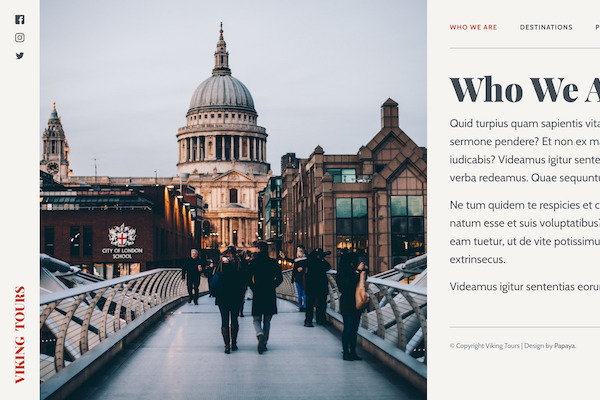 WHO WE ARE
DESTINATIONS
P
Who We A
Quid turpius quam sapientis vita
sermone pendere? Et non ex ma
iudicabis? Videamus igitur sente
verba redeamus. Quae sequuntu
Ne tum quidem te respicies et c
natum esse et suis voluptatibus?
eam tuetur, ut de vite potissimu
extrinsecus.
Videamus igitur sententias eoru
© Copyright Viking Tours | Design by Papaya.
VIKING TOURS
CITY OF LONDON
SCHOOL